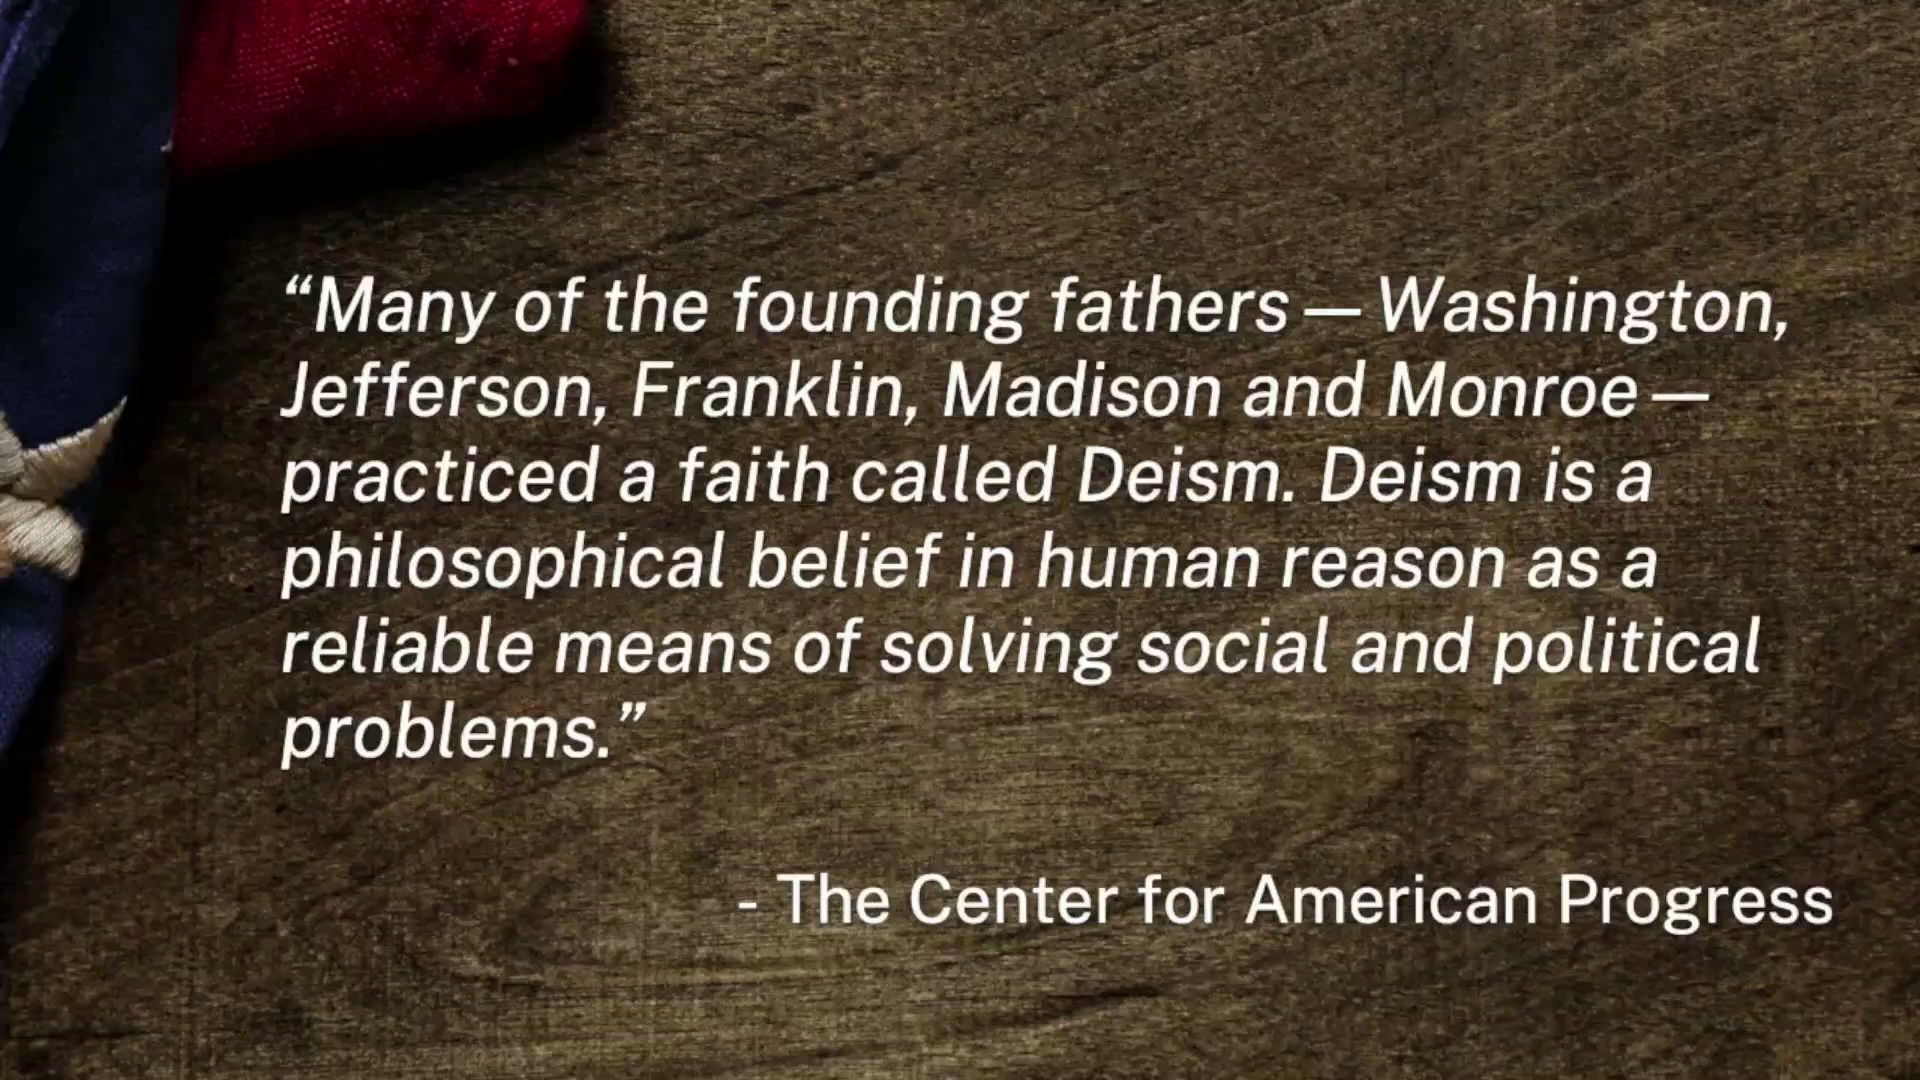 “Many of the founding fathers — Washington,
Jefferson, Franklin, Madison and Monroe —
practiced a faith called Deism. Deism is a
philosophical belief in human reason as a
reliable means of solving social and political
problems.”
- The Center for American Progress